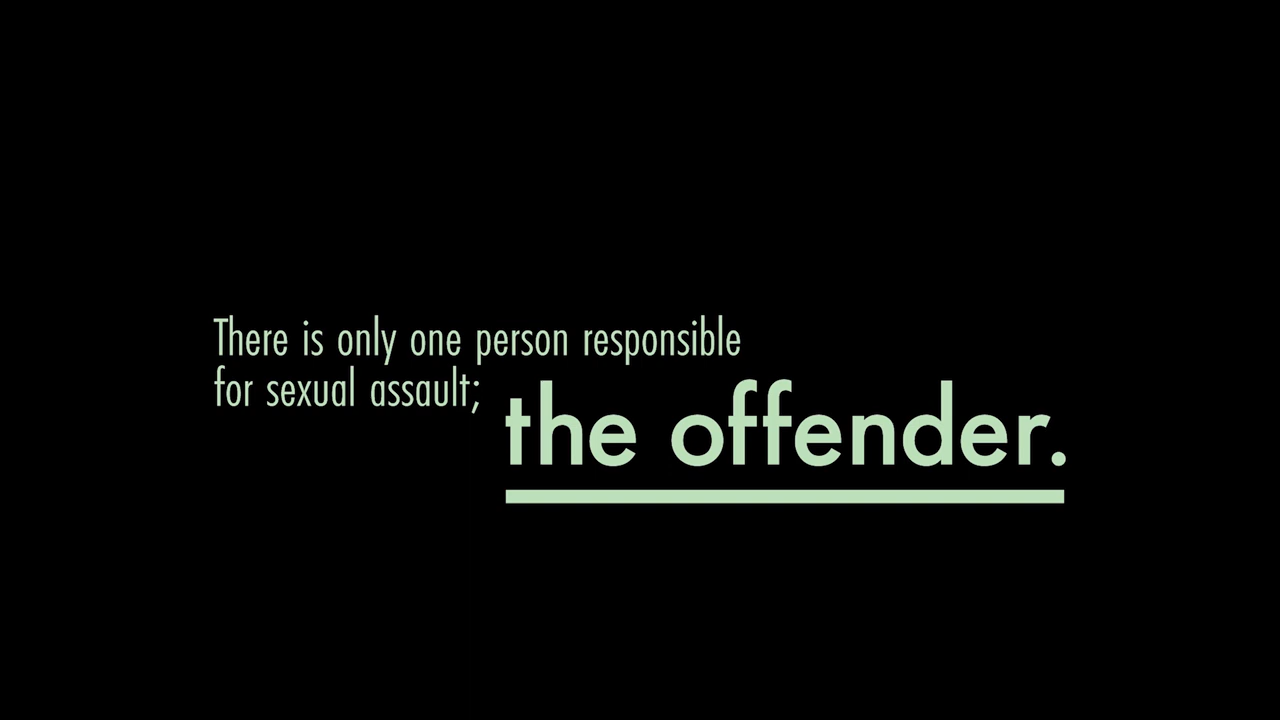 There is only one person responsible
for sexual assault;
the offender.